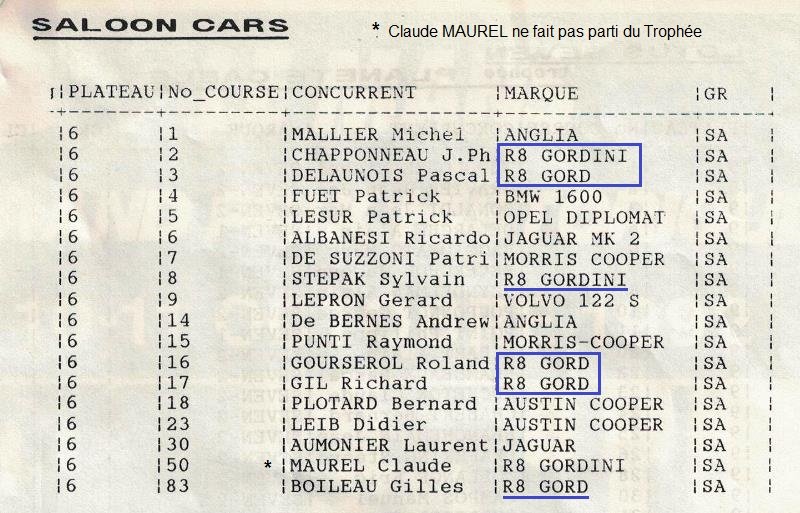 SALOON CARS
* Claude MAUREL ne fait pas parti du Trophée
|PLATEAU|No_COURSE|CONCURRENT |MARQUE |GR |
|6 |1 |MALLIER Michel |ANGLIA |SA |
|6 |2 |CHAPPONNEAU J.Ph|R8 GORDINI |SA |
|6 |3 |DELAUNOIS Pascal|R8 GORD |SA |
|6 |4 |FUET Patrick |BMW 1600 |SA |
|6 |5 |LESUR Patrick |OPEL DIPLOMAT |SA |
|6 |6 |ALBANESI Ricardo|JAGUAR MK 2 |SA |
|6 |7 |DE SUZZONI Patri|MORRIS COOPER |SA |
|6 |8 |STEPAK Sylvain |R8 GORDINI |SA |
|6 |9 |LEPRON Gerard |VOLVO 122 S |SA |
|6 |14 |De BERNES Andrew|ANGLIA |SA |
|6 |15 |PUNTI Raymond |MORRIS-COOPER |SA |
|6 |16 |GOURSEROL Roland|R8 GORD |SA |
|6 |17 |GIL Richard |R8 GORD |SA |
|6 |18 |PLOTARD Bernard |AUSTIN COOPER |SA |
|6 |23 |LEIB Didier |AUSTIN COOPER |SA |
|6 |30 |AUMONIER Laurent|JAGUAR |SA |
|6 |50 * |MAUREL Claude |R8 GORDINI |SA |
|6 |83 |BOILEAU Gilles |R8 GORD |SA |